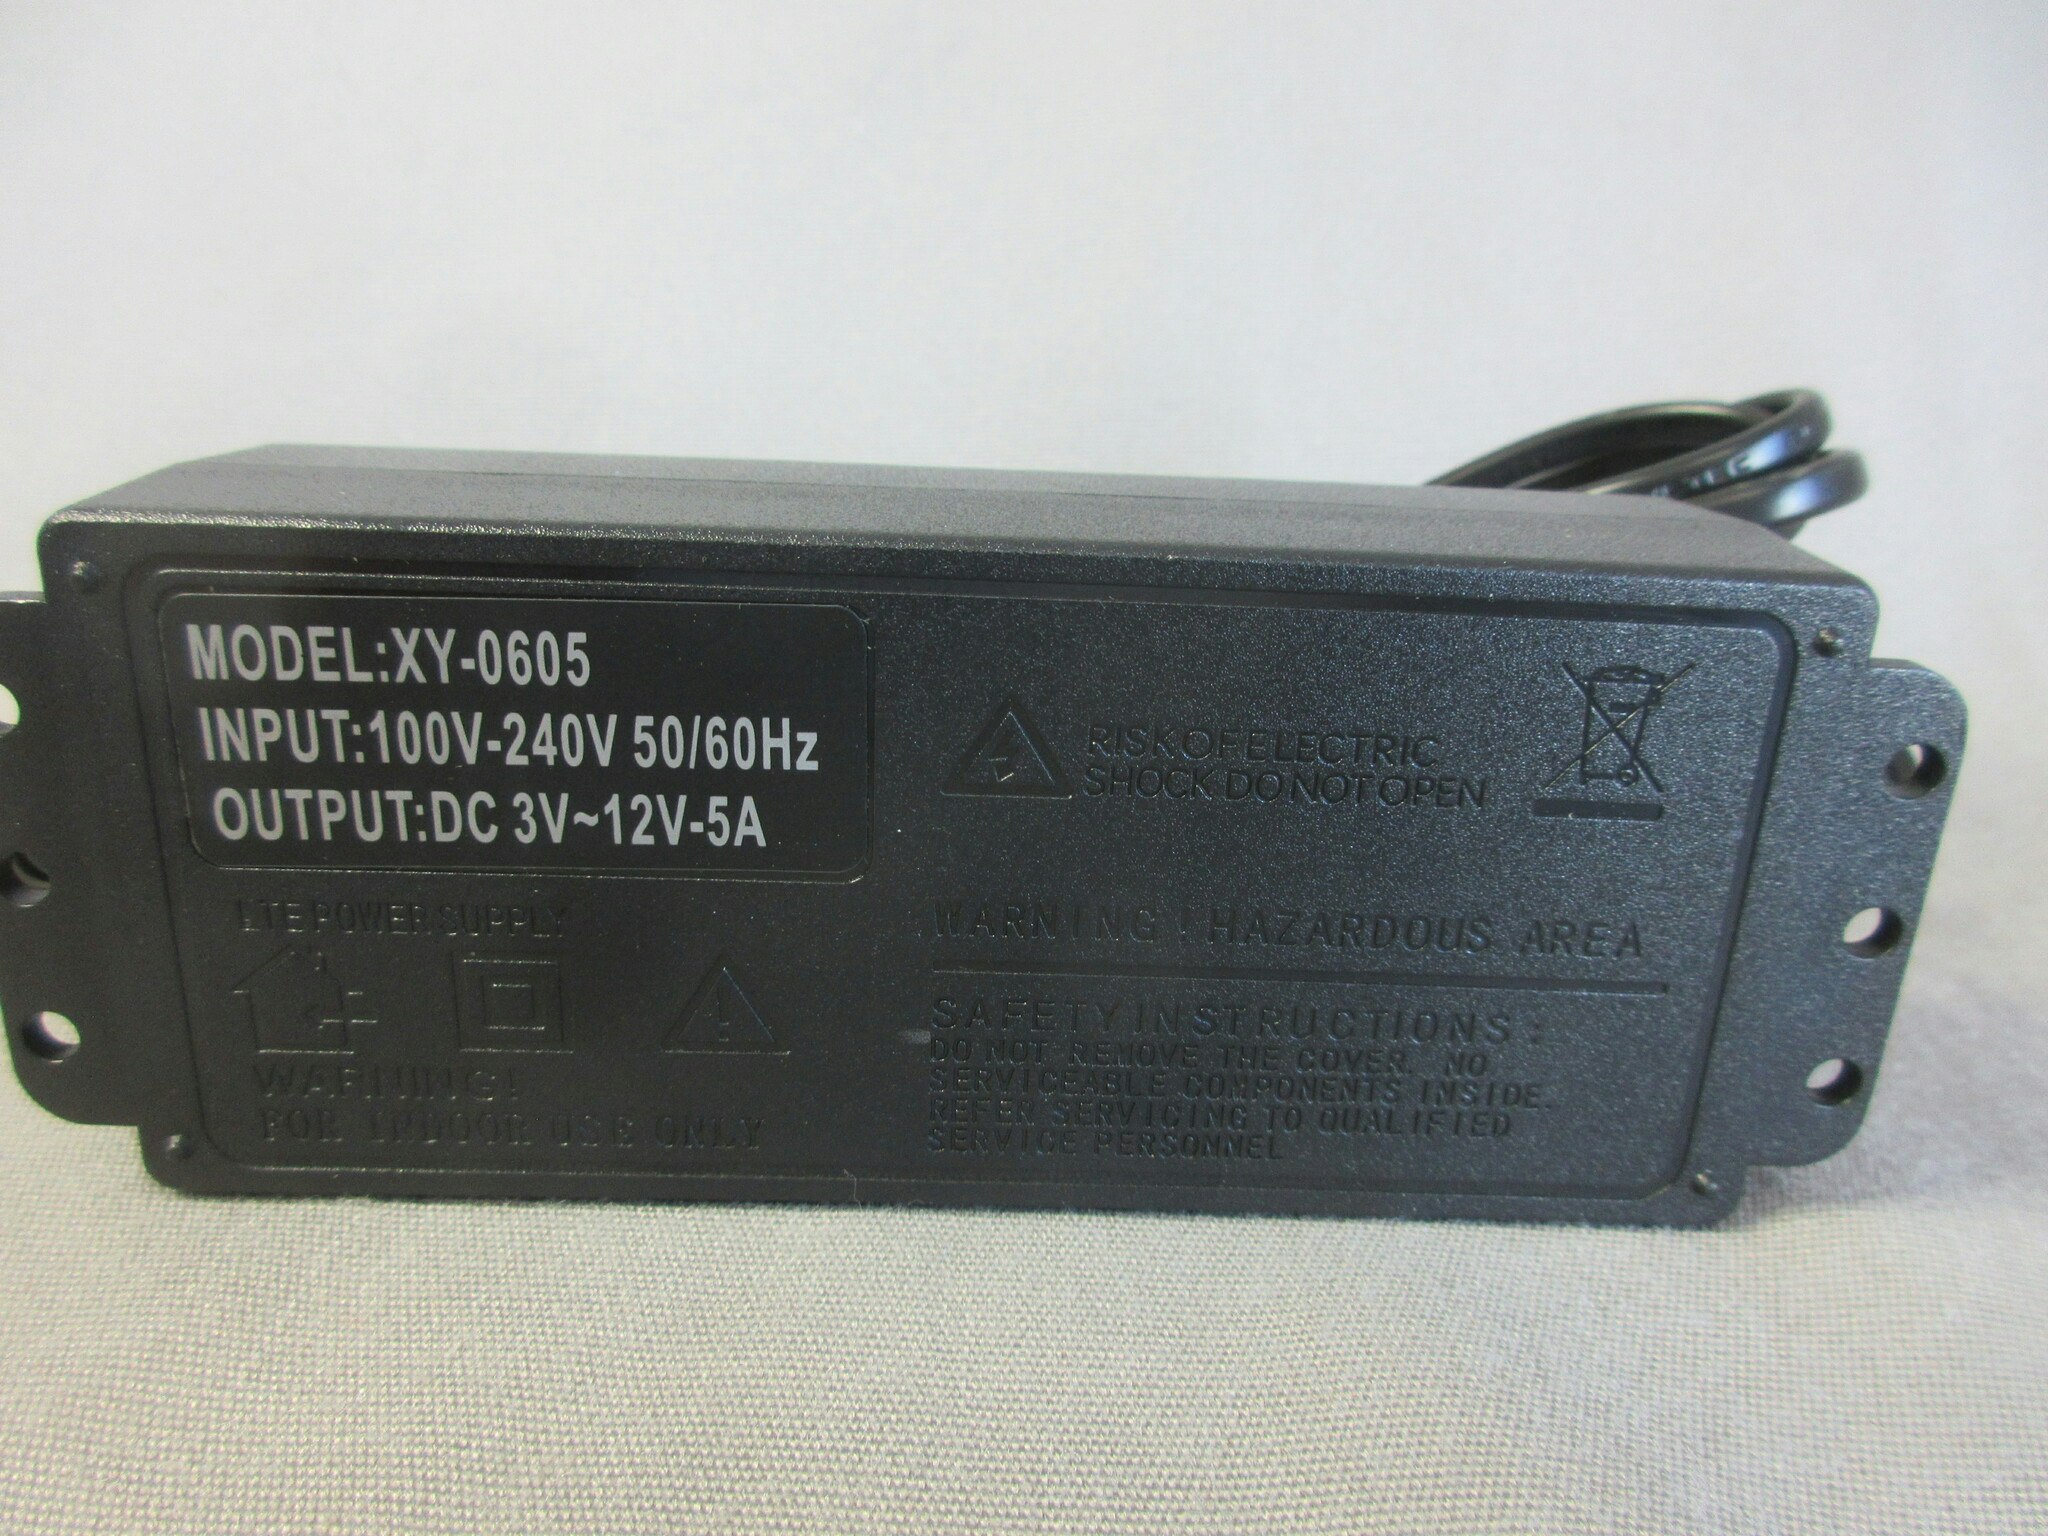 MODEL:XY-0605
INPUT:100V-240V 50/60Hz
OUTPUT:DC 3V~12V-5A
LTE POWER SUPPLY
WARNING!
FOR INDOOR USE ONLY
RISK OF ELECTRIC
SHOCK DO NOT OPEN
WARNING ! HAZARDOUS AREA
SAFETY INSTRUCTIONS :
DO NOT REMOVE THE COVER. NO
SERVICEABLE COMPONENTS INSIDE.
REFER SERVICING TO QUALIFIED
SERVICE PERSONNEL